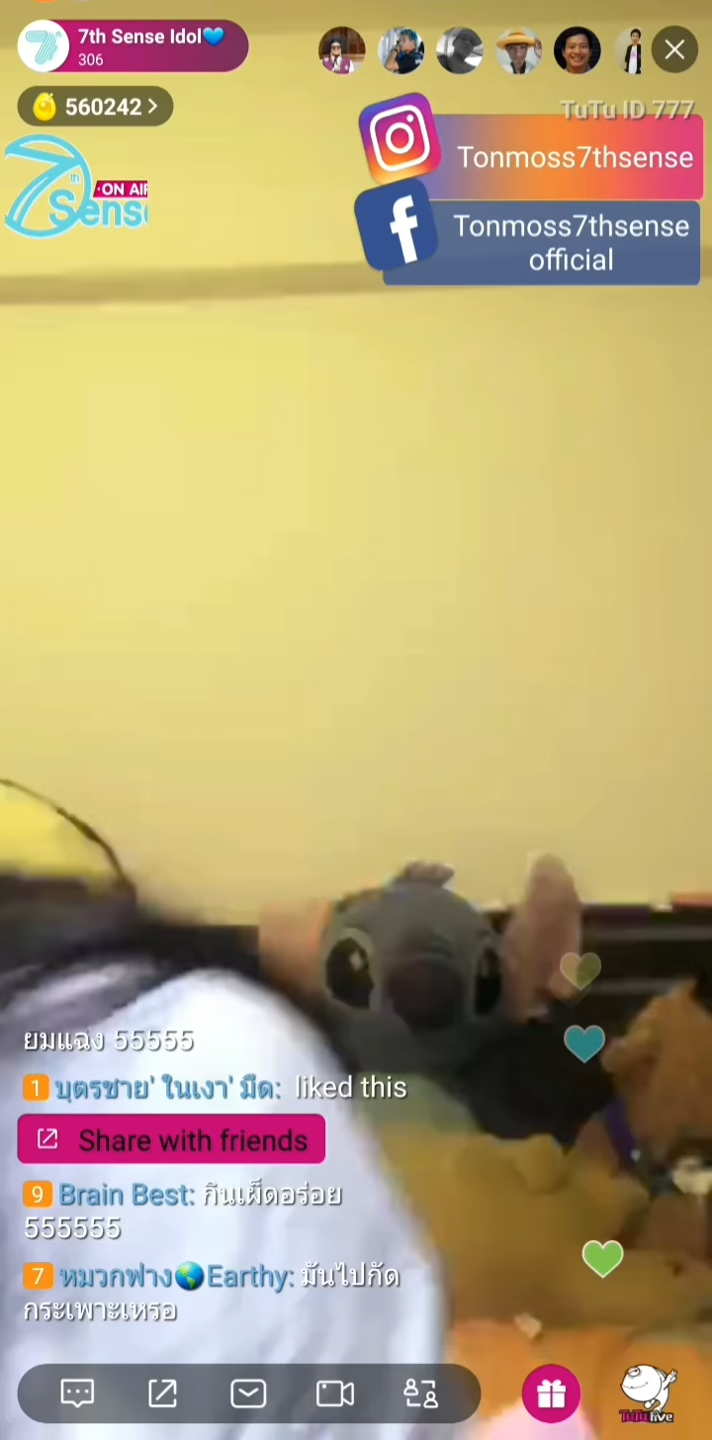 7th Sense Idol💙
306
560242 >
TuTu ID 777
Tonmoss7thsense
Tonmoss7thsense
official
7th Sense
ON AIR
ยมแฉ่ง 55555
1 บุตรชาย' ในเงา' มืด: liked this
Share with friends
9 Brain Best: กินเผ็ดอร่อย
555555
7 หมวกฟาง🌎Earthy: มันไปกัด
กระเพาะเหรอ
TuTu live